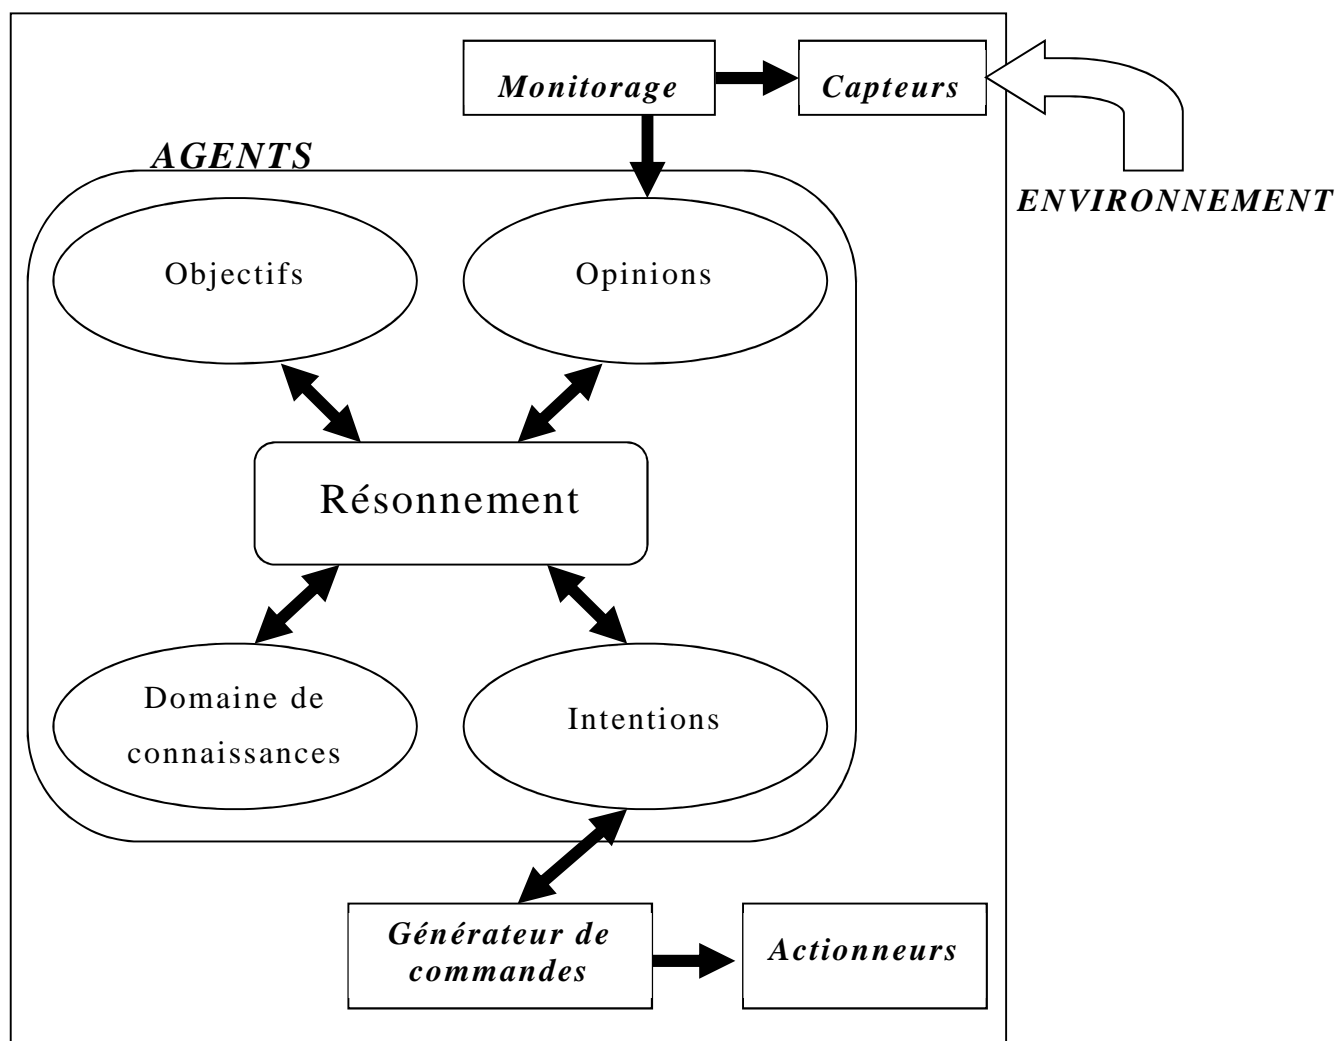 Monitorage
Capteurs
AGENTS
ENVIRONNEMENT
Objectifs
Opinions
Résonnement
Domaine de
connaissances
Intentions
Générateur de
commandes
Actionneurs